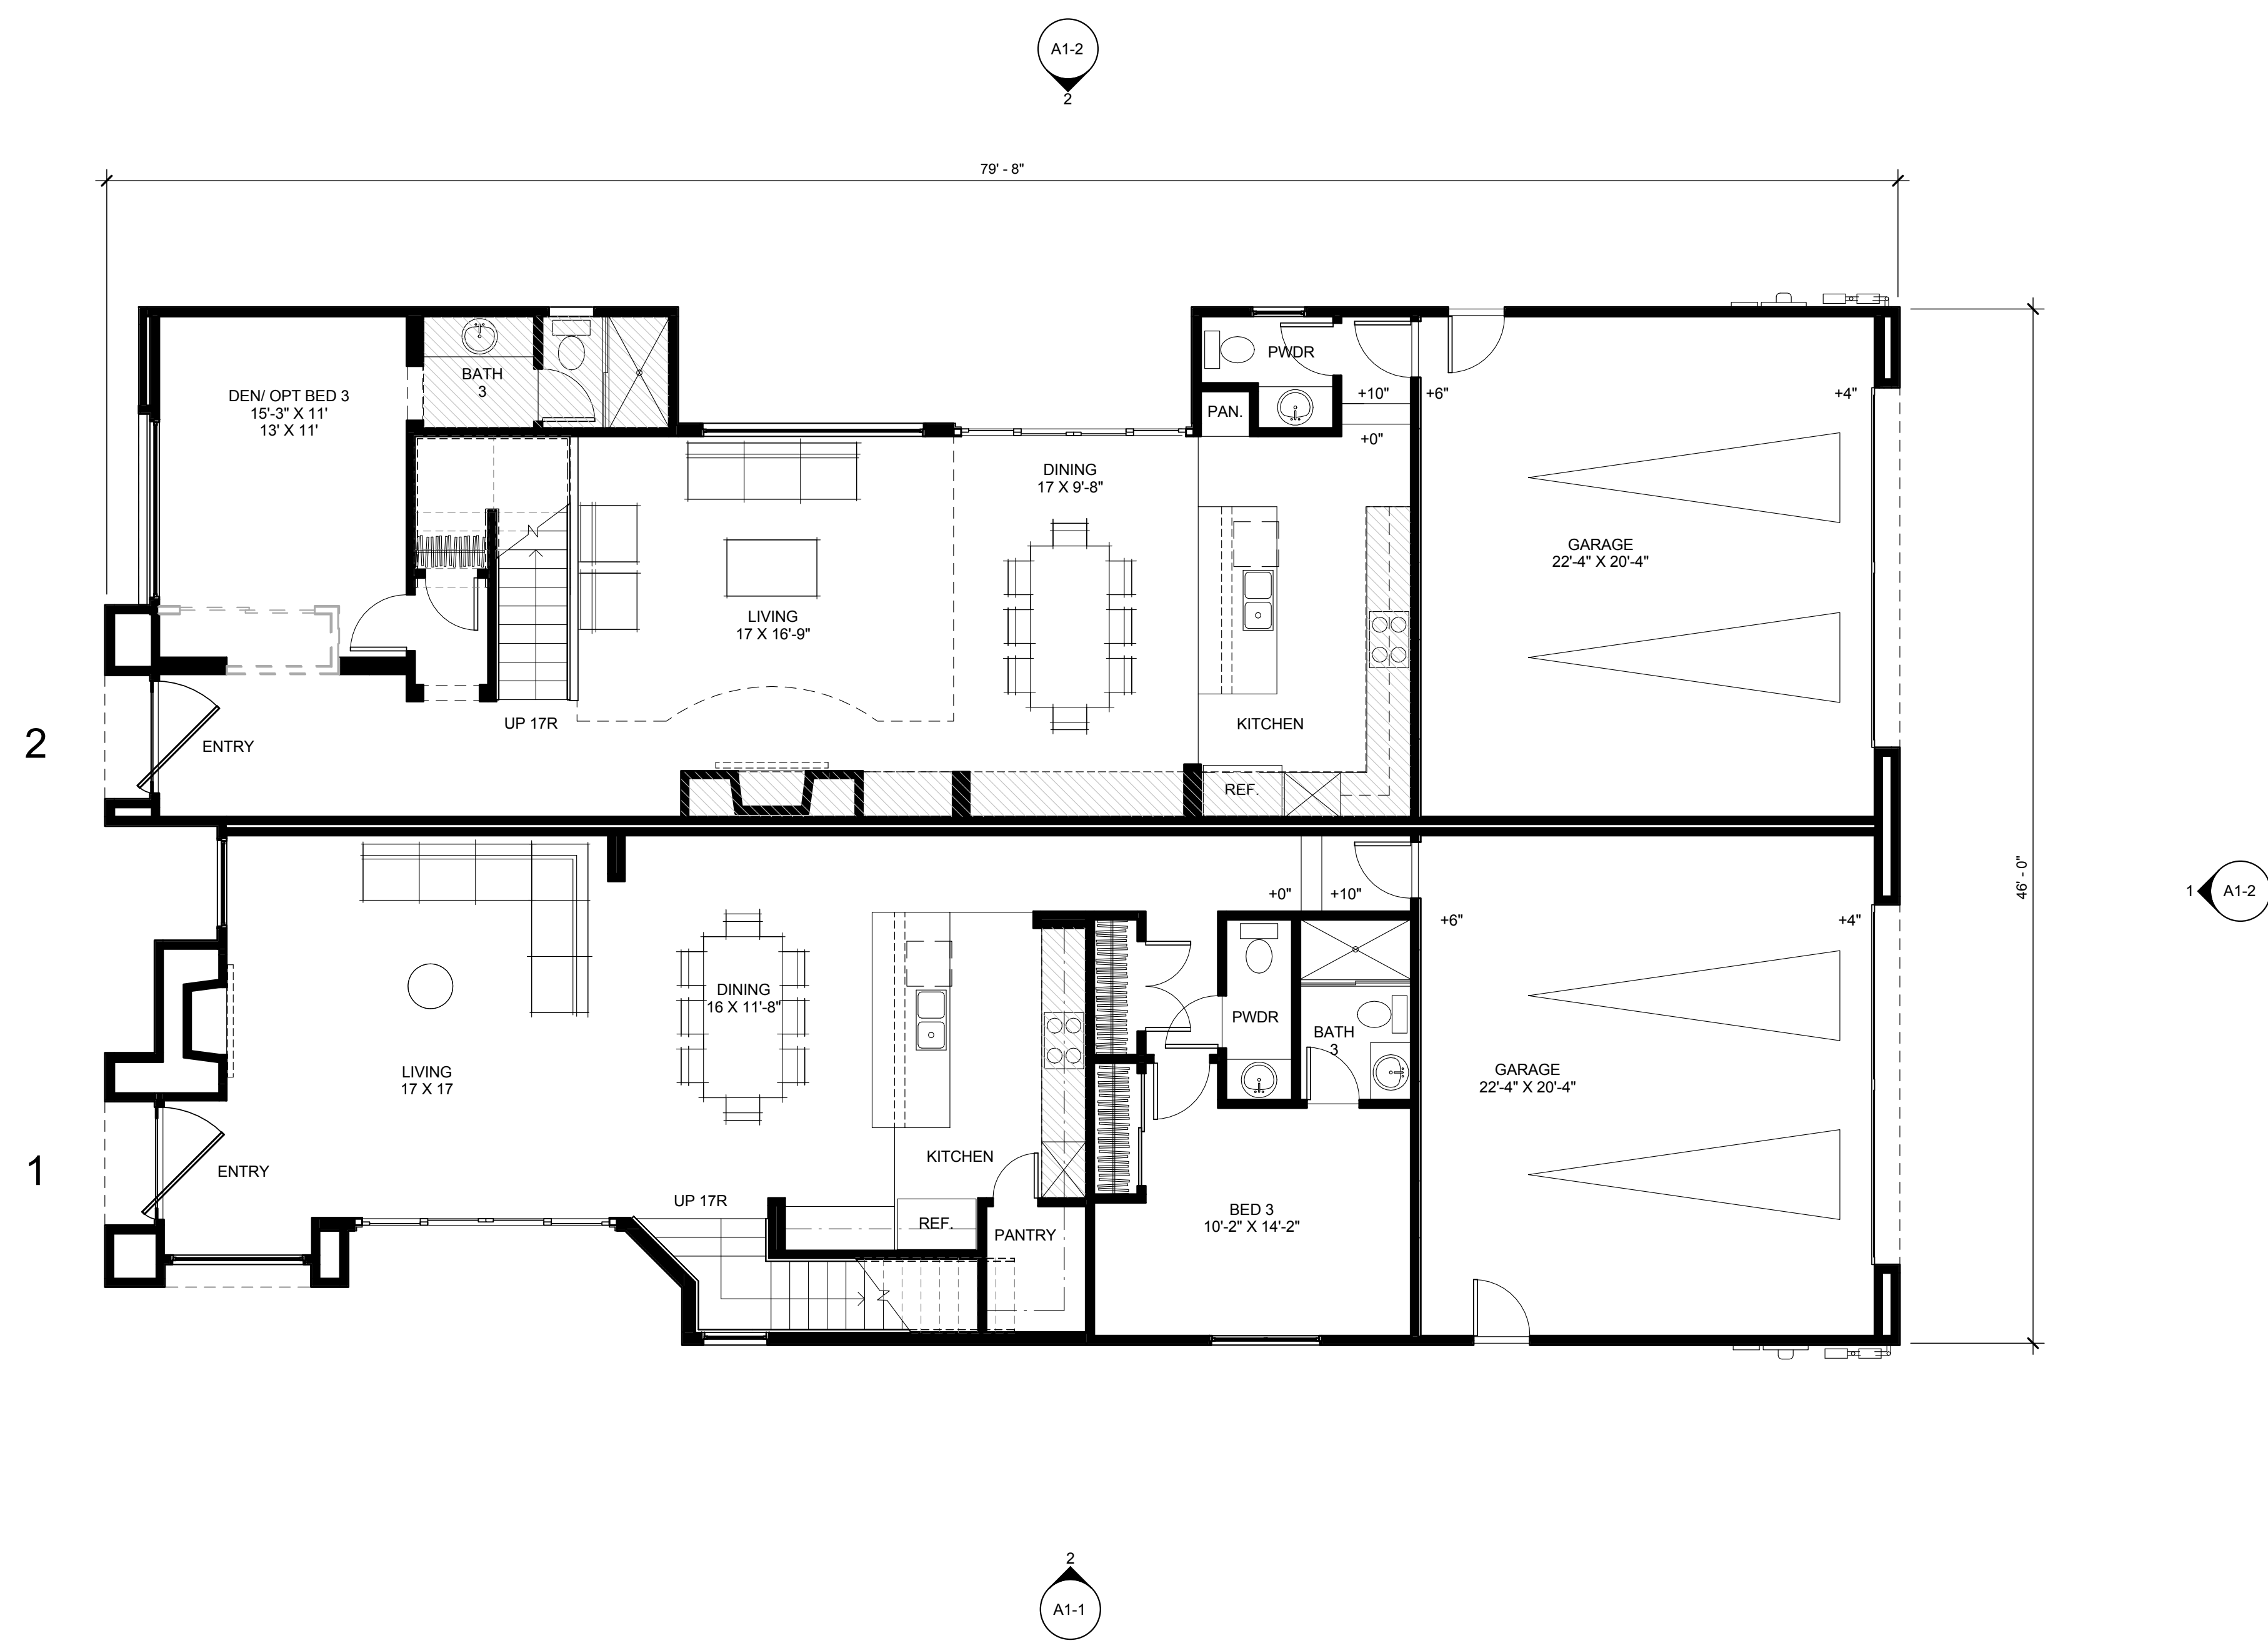 A1-2
2
79' - 8"
DEN/ OPT BED 3
15'-3" X 11'
13' X 11'
BATH
3
PWDR
PAN.
+10"
+6"
+4"
+0"
DINING
17 X 9'-8"
GARAGE
22'-4" X 20'-4"
LIVING
17 X 16'-9"
UP 17R
KITCHEN
2
ENTRY
REF.
46' - 0"
+0"
+10"
+6"
+4"
1
A1-2
DINING
16 X 11'-8"
PWDR
BATH
3
LIVING
17 X 17
GARAGE
22'-4" X 20'-4"
KITCHEN
1
ENTRY
UP 17R
REF.
PANTRY
BED 3
10'-2" X 14'-2"
2
A1-1